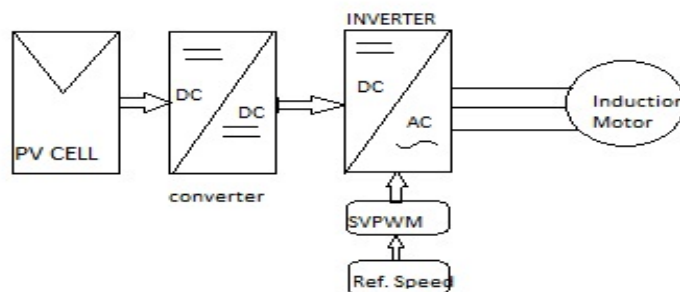 INVERTER
DC
DC
DC
AC
PV CELL
converter
Induction
Motor
SVPWM
Ref. Speed